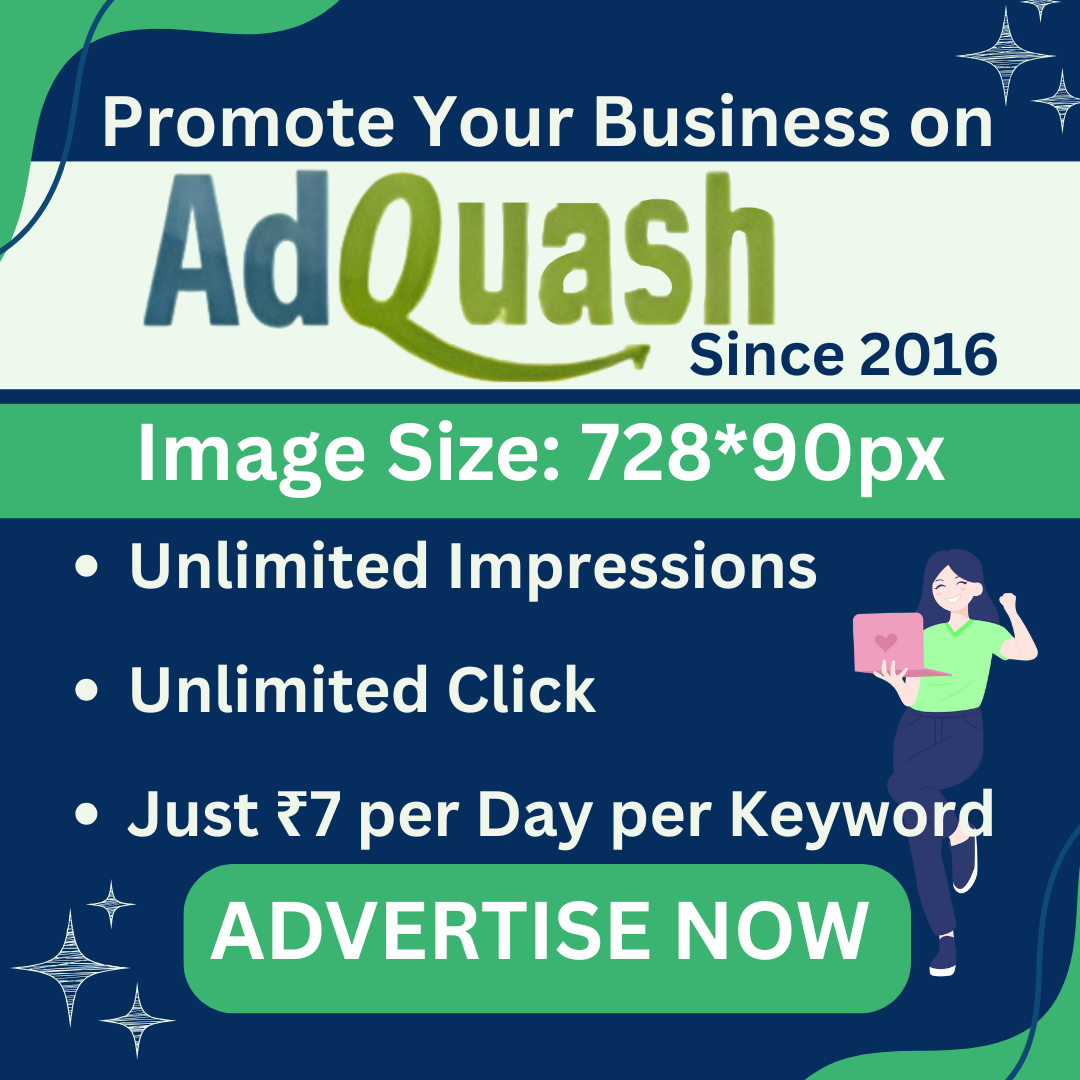 Promote Your Business on
AdQuash
Since 2016
Image Size: 728*90px
• Unlimited Impressions
• Unlimited Click
• Just ₹7 per Day per Keyword
ADVERTISE NOW